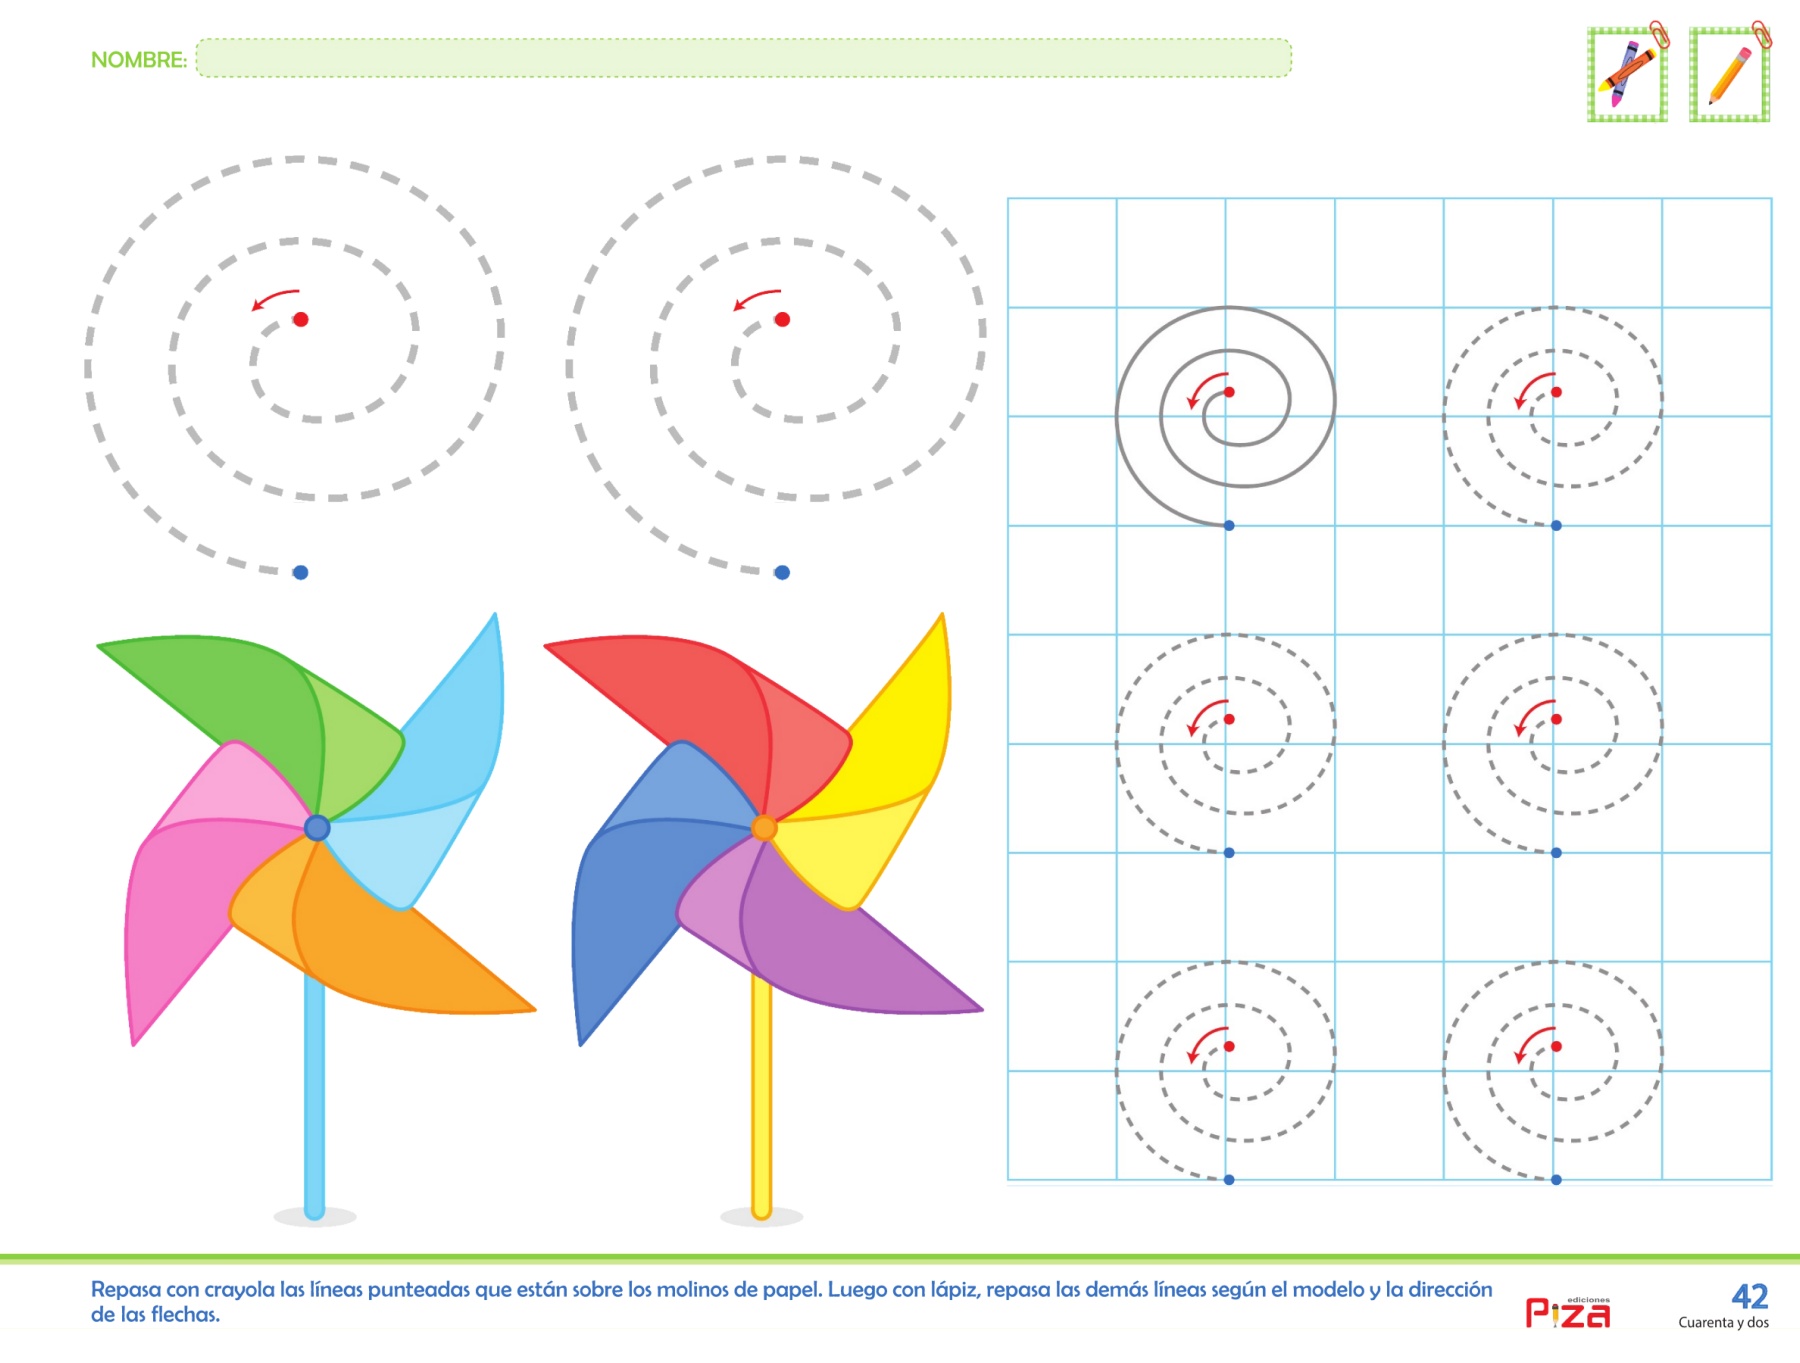 NOMBRE:
Repasa con crayola las líneas punteadas que están sobre los molinos de papel. Luego con lápiz, repasa las demás líneas según el modelo y la dirección
de las flechas.
ediciones
Piza
42
Cuarenta y dos